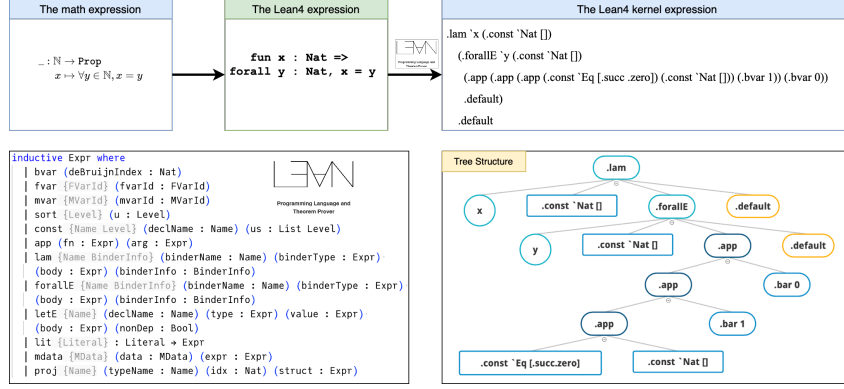 The math expression
_ : ℕ → Prop
x ↦ ∀y ∈ ℕ, x = y
The Lean4 expression
fun x : Nat =>
forall y : Nat, x = y
LEAN
Programming Language and
Theorem Prover
The Lean4 kernel expression
.lam `x (.const `Nat [])
(.forallE `y (.const `Nat [])
(.app (.app (.app (.const `Eq [.succ .zero]) (.const `Nat [])) (.bvar 1)) (.bvar 0))
.default)
.default
inductive Expr where
| bvar (deBruijnIndex : Nat)
| fvar {FVarId} (fvarId : FVarId)
| mvar {MVarId} (mvarId : MVarId)
| sort {Level} (u : Level)
| const {Name Level} (declName : Name) (us : List Level)
| app (fn : Expr) (arg : Expr)
| lam {Name BinderInfo} (binderName : Name) (binderType : Expr)
(body : Expr) (binderInfo : BinderInfo)
| forallE {Name BinderInfo} (binderName : Name) (binderType : Expr)
(body : Expr) (binderInfo : BinderInfo)
| letE {Name} (declName : Name) (type : Expr) (value : Expr)
(body : Expr) (nonDep : Bool)
| lit {Literal} : Literal → Expr
| mdata {MData} (data : MData) (expr : Expr)
| proj {Name} (typeName : Name) (idx : Nat) (struct : Expr)
LEAN
Programming Language and
Theorem Prover
Tree Structure
.lam
x
.const `Nat []
.forallE
.default
y
.const `Nat []
.app
.default
.app
.bar 0
.app
.bar 1
.const `Eq [.succ.zero]
.const `Nat []